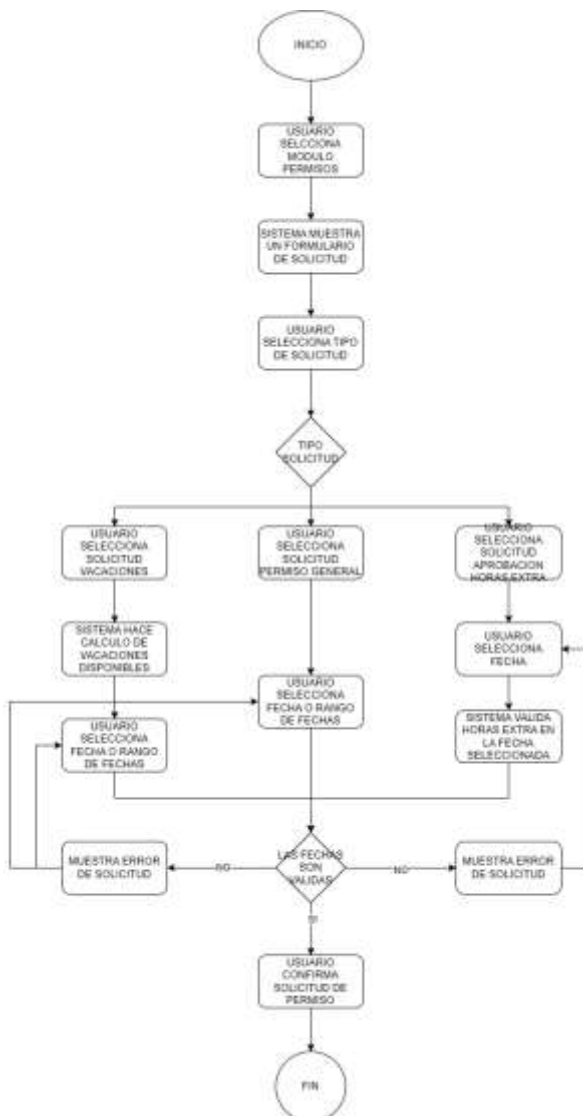 INICIO
USUARIO
SELCCIONA
MODULO
PERMISOS
SISTEMA MUESTRA
UN FORMULARIO
DE SOLICITUD
USUARIO
SELECCIONA TIPO
DE SOLICITUD
TIPO
SOLICITUD
USUARIO
SELECCIONA
SOLICITUD
VACACIONES
USUARIO
SELECCIONA
SOLICITUD
PERMISO GENERAL
USUARIO
SELECCIONA
SOLICITUD
APROBACION
HORAS EXTRA
SISTEMA HACE
CALCULO DE
VACACIONES
DISPONIBLES
USUARIO
SELECCIONA
FECHA
USUARIO
SELECCIONA
FECHA O RANGO
DE FECHAS
USUARIO
SELECCIONA
FECHA O RANGO
DE FECHAS
SISTEMA VALIDA
HORAS EXTRA EN
LA FECHA
SELECCIONADA
MUESTRA ERROR
DE SOLICITUD
NO
LAS FECHAS
SON
VALIDAS
NO
MUESTRA ERROR
DE SOLICITUD
SI
USUARIO
CONFIRMA
SOLICITUD DE
PERMISO
FIN